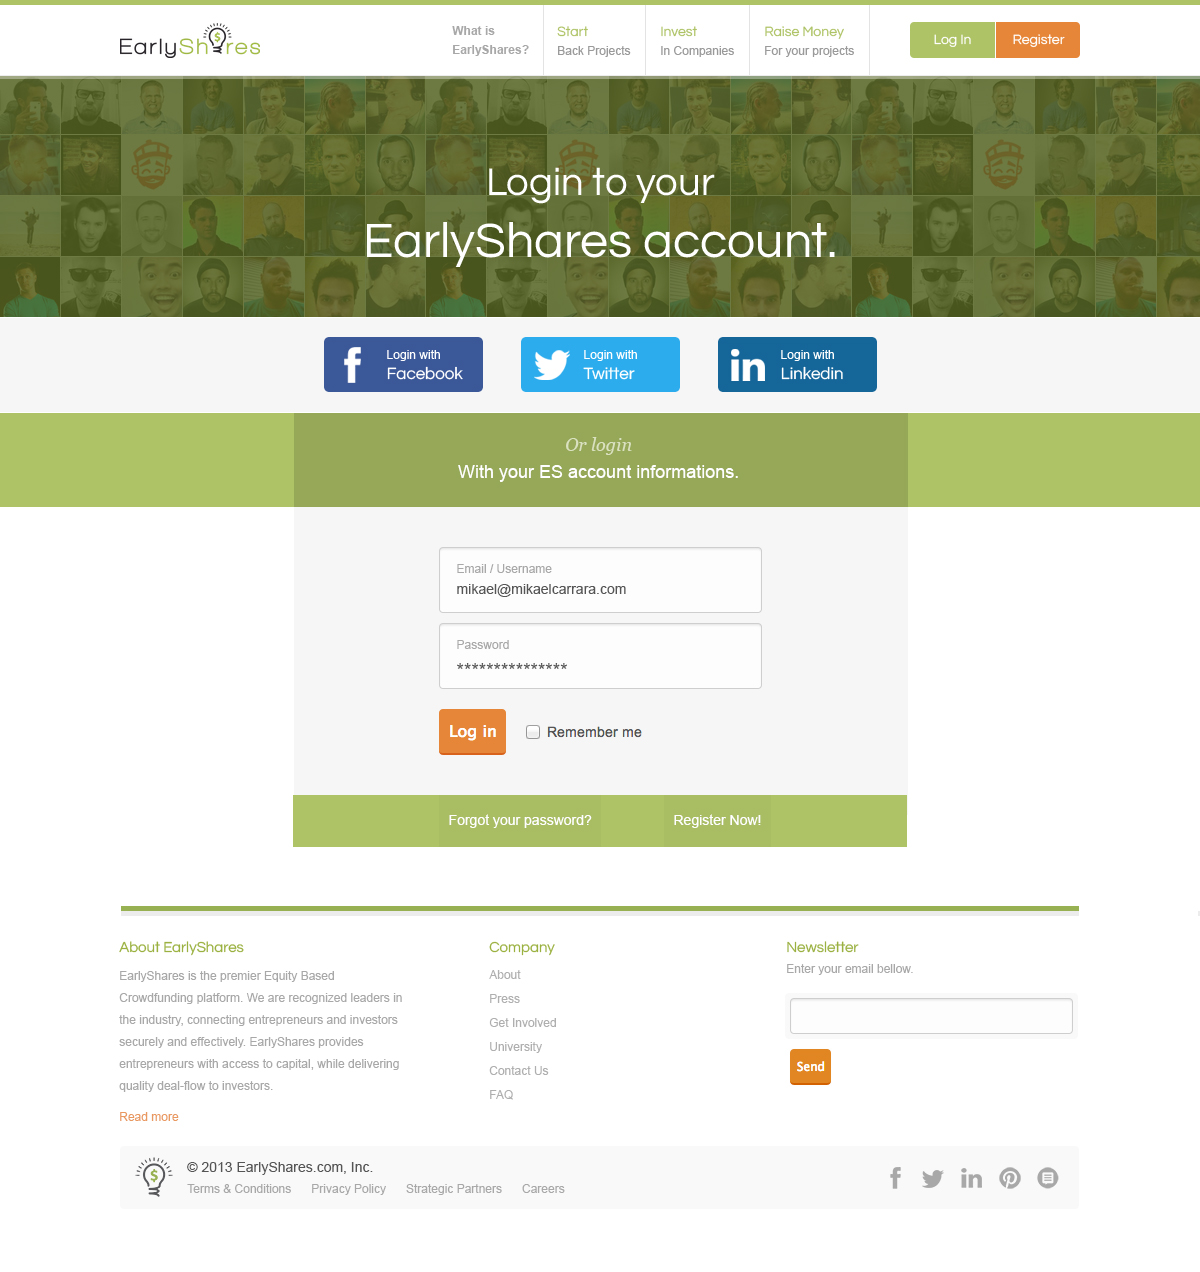 EarlyShares
What is
EarlyShares?
Start
Back Projects
Invest
In Companies
Raise Money
For your projects
Log In
Register
Login to your
EarlyShares account.
Login with
Facebook
Login with
Twitter
Login with
Linkedin
Or login
With your ES account informations.
Email / Username
mikael@mikaelcarrara.com
Password
***************
Log in
Remember me
Forgot your password?
Register Now!
About EarlyShares
EarlyShares is the premier Equity Based
Crowdfunding platform. We are recognized leaders in
the industry, connecting entrepreneurs and investors
securely and effectively. EarlyShares provides
entrepreneurs with access to capital, while delivering
quality deal-flow to investors.
Read more
Company
About
Press
Get Involved
University
Contact Us
FAQ
Newsletter
Enter your email bellow.
Send
© 2013 EarlyShares.com, Inc.
Terms & Conditions Privacy Policy Strategic Partners Careers